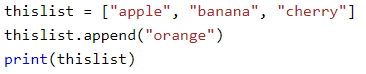 thislist = ["apple", "banana", "cherry"]
thislist.append("orange")
print(thislist)